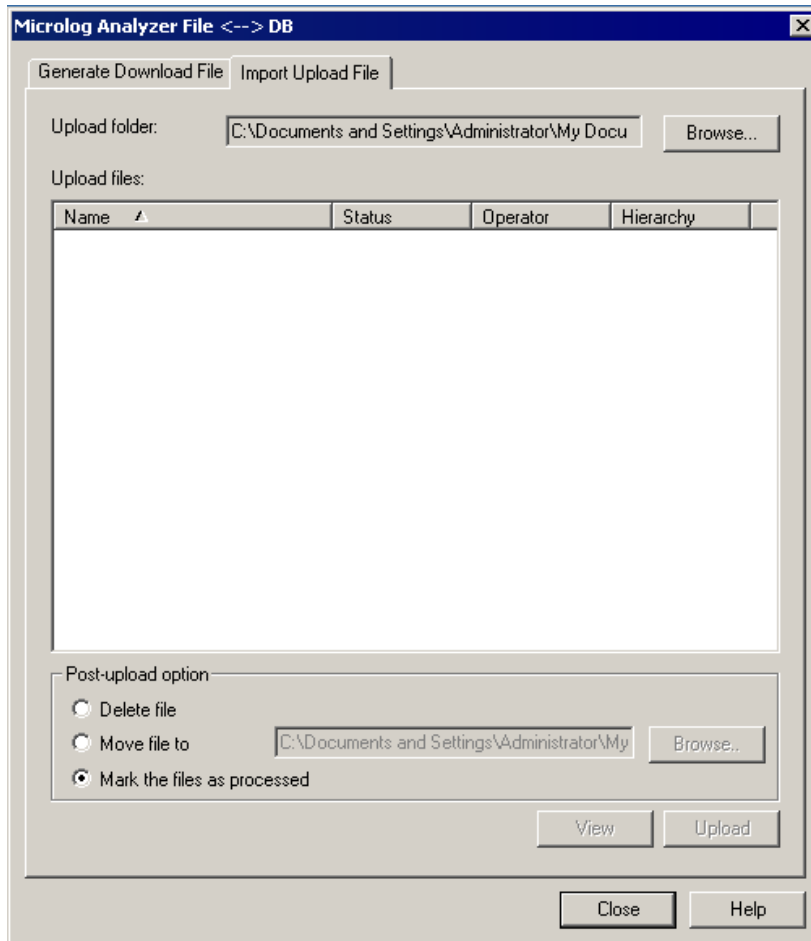 Microlog Analyzer File <--> DB
Generate Download File Import Upload File
Upload folder: C:\Documents and Settings\Administrator\My Docu Browse...
Upload files:
Name Status Operator Hierarchy
Post-upload option
Delete file
Move file to C:\Documents and Settings\Administrator\My Browse..
Mark the files as processed
View Upload
Close Help